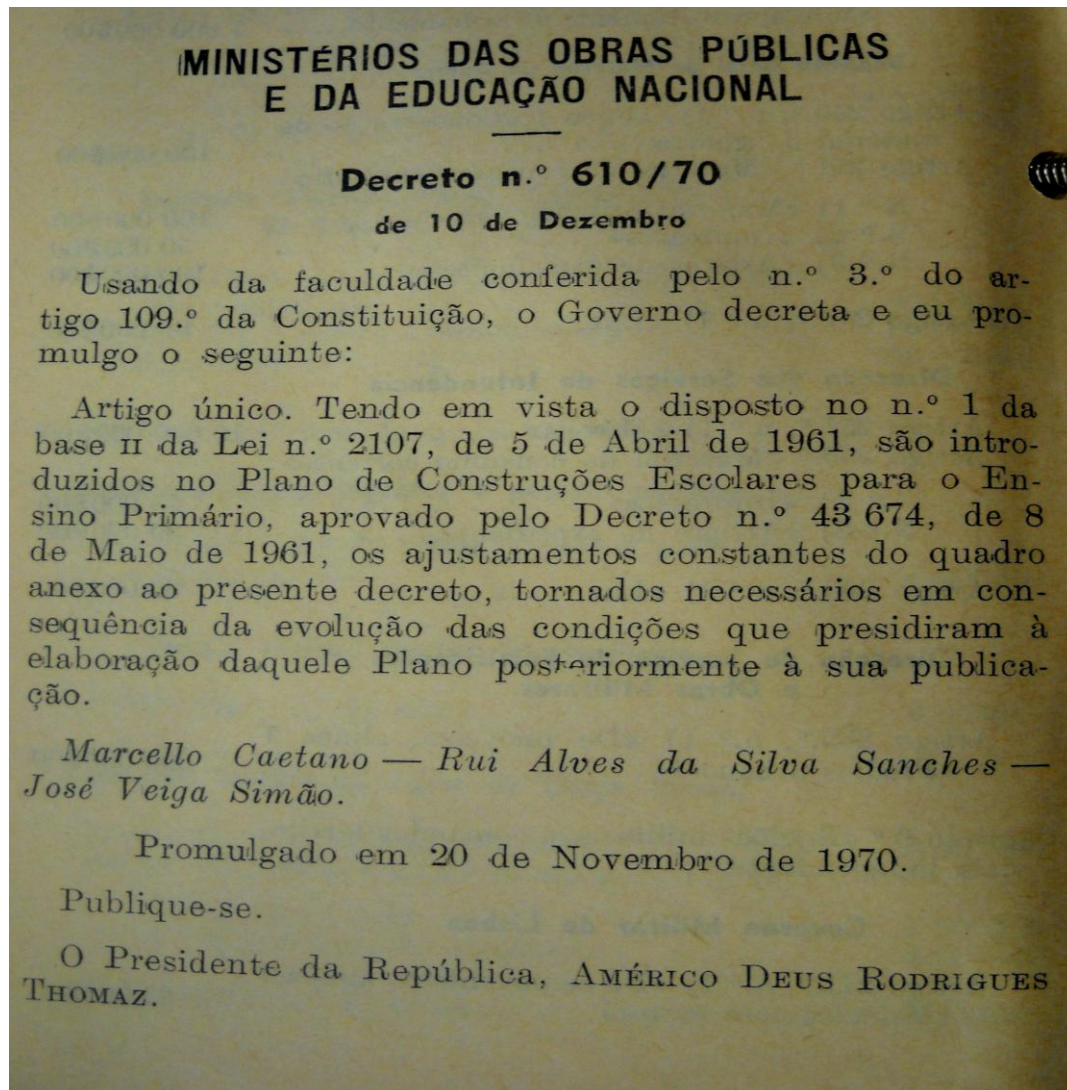 MINISTÉRIOS DAS OBRAS PÚBLICAS
E DA EDUCAÇÃO NACIONAL
Decreto n.º 610/70
de 10 de Dezembro
Usando da faculdade conferida pelo n.º 3.º do ar-
tigo 109.º da Constituição, o Governo decreta e eu pro-
mulgo o seguinte:
Artigo único. Tendo em vista o disposto no n.º 1 da
base II da Lei n.º 2107, de 5 de Abril de 1961, são intro-
duzidos no Plano de Construções Escolares para o En-
sino Primário, aprovado pelo Decreto n.º 43 674, de 8
de Maio de 1961, os ajustamentos constantes do quadro
anexo ao presente decreto, tornados necessários em con-
sequência da evolução das condições que presidiram à
elaboração daquele Plano posteriormente à sua publica-
ção.
Marcello Caetano — Rui Alves da Silva Sanches —
José Veiga Simão.
Promulgado em 20 de Novembro de 1970.
Publique-se.
O Presidente da República, AMÉRICO DEUS RODRIGUES
THOMAZ.